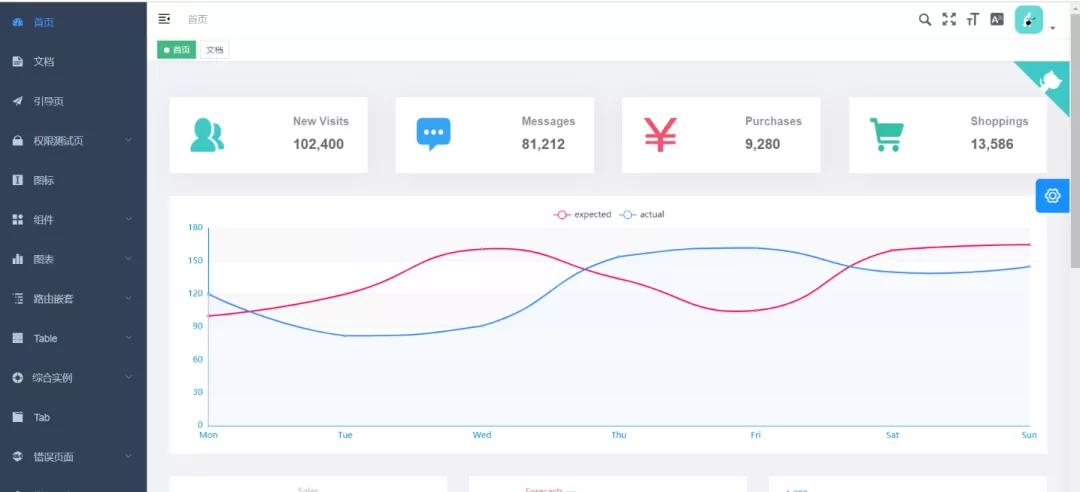 首页
文档
引导页
权限测试页
图标
组件
图表
路由嵌套
Table
综合实例
Tab
错误页面
首页
首页 文档
New Visits
102,400
Messages
81,212
¥
Purchases
9,280
Shoppings
13,586
expected actual
180
150
120
90
60
30
0
Mon Tue Wed Thu Fri Sat Sun
Sales
Forecasts